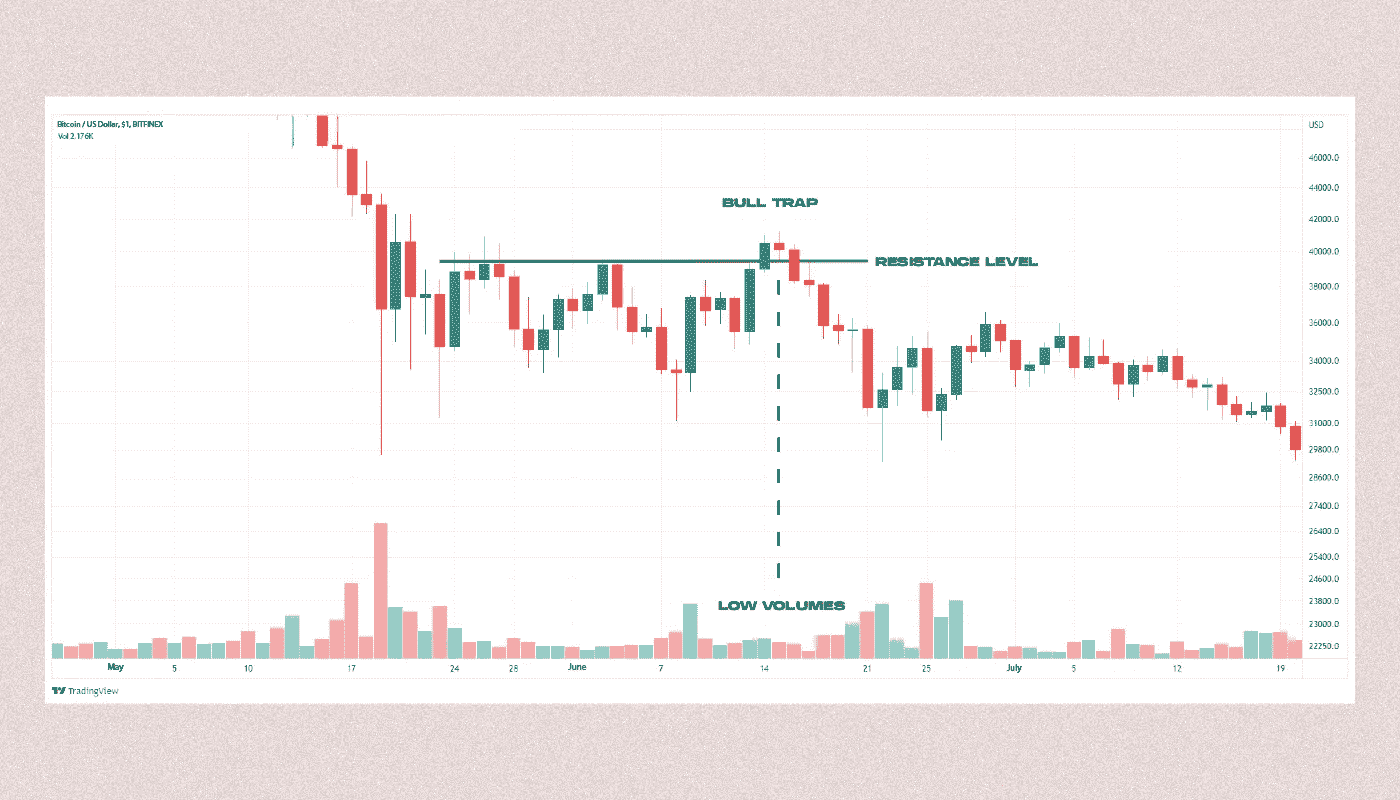 Bitcoin / US Dollar, $1, BITFINEX
Vol 2.176K
USD
46000.0
44000.0
BULL TRAP
42000.0
40000.0
RESISTANCE LEVEL
38000.0
36000.0
34000.0
32500.0
31000.0
29800.0
28600.0
27400.0
26400.0
25400.0
24600.0
LOW VOLUMES
23800.0
23000.0
22250.0
May 5 10 17 24 28 June 7 14 21 25 July 5 12 19
TradingView